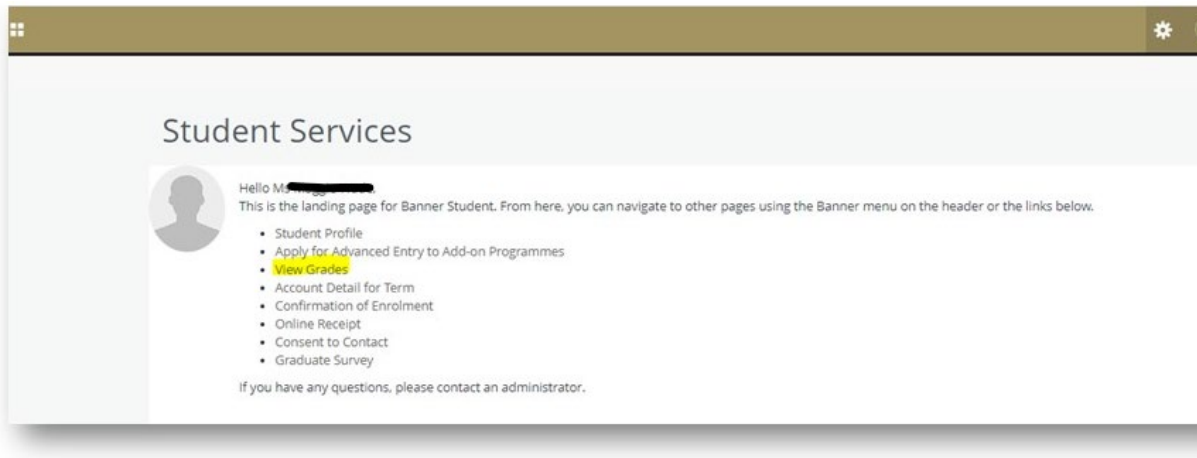 Student Services
Hello Ms
This is the landing page for Banner Student. From here, you can navigate to other pages using the Banner menu on the header or the links below.
Student Profile
Apply for Advanced Entry to Add-on Programmes
View Grades
Account Detail for Term
Confirmation of Enrolment
Online Receipt
Consent to Contact
Graduate Survey
If you have any questions, please contact an administrator.